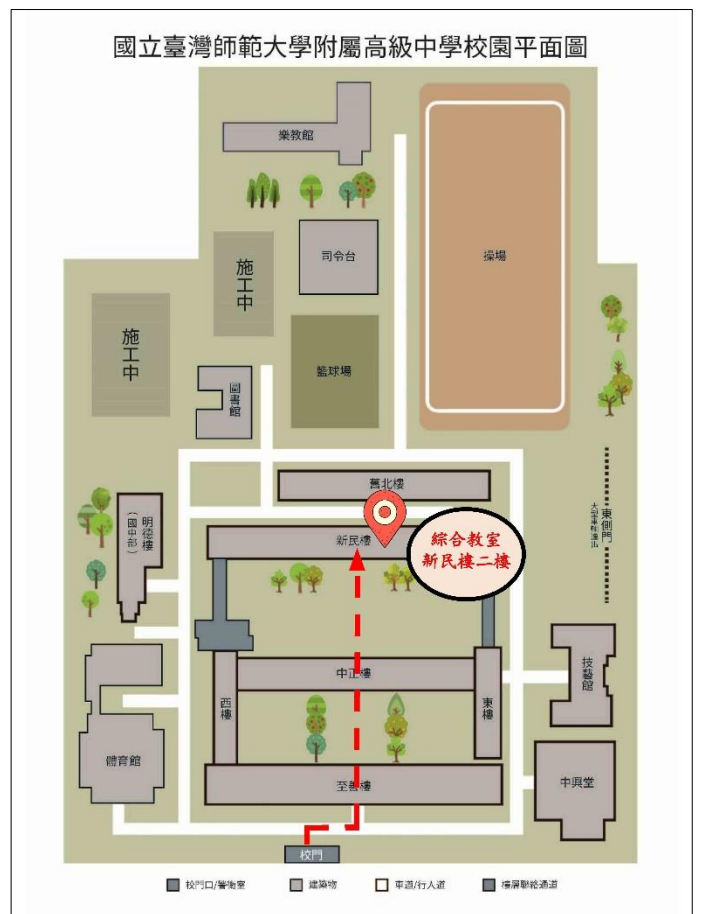 國立臺灣師範大學附屬高級中學校園平面圖
樂教館
司令台
操場
施工中
施工中
籃球場
圖書館
舊北樓
東側門
明德樓
(國中部)
新民樓
綜合教室
新民樓二樓
技藝館
中正樓
西樓
東樓
體育館
至善樓
中興堂
校門
校門口/警衛室
建築物
車道/行人道
樓層聯絡通道